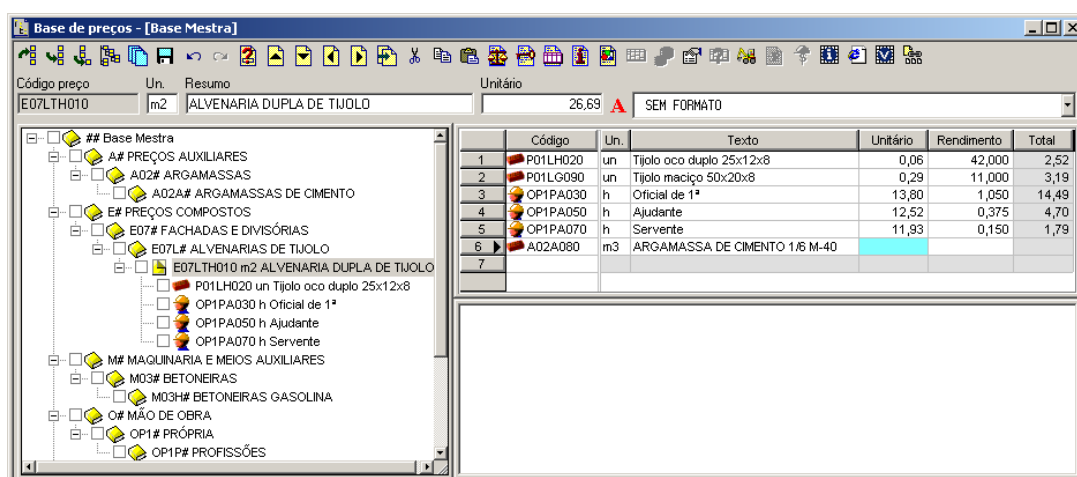 Base de preços - [Base Mestra]
Código preço Un. Resumo Unitário
E07LTH010 m2 ALVENARIA DUPLA DE TIJOLO 26,69 A SEM FORMATO
## Base Mestra
A# PREÇOS AUXILIARES
A02# ARGAMASSAS
A02A# ARGAMASSAS DE CIMENTO
E# PREÇOS COMPOSTOS
E07# FACHADAS E DIVISÓRIAS
E07L# ALVENARIAS DE TIJOLO
E07LTH010 m2 ALVENARIA DUPLA DE TIJOLO
P01LH020 un Tijolo oco duplo 25x12x8
OP1PA030 h Oficial de 1ª
OP1PA050 h Ajudante
OP1PA070 h Servente
M# MAQUINARIA E MEIOS AUXILIARES
M03# BETONEIRAS
M03H# BETONEIRAS GASOLINA
O# MÃO DE OBRA
OP1# PRÓPRIA
OP1P# PROFISSÕES
Código Un. Texto Unitário Rendimento Total
1 P01LH020 un Tijolo oco duplo 25x12x8 0,06 42,000 2,52
2 P01LG090 un Tijolo maciço 50x20x8 0,29 11,000 3,19
3 OP1PA030 h Oficial de 1ª 13,80 1,050 14,49
4 OP1PA050 h Ajudante 12,52 0,375 4,70
5 OP1PA070 h Servente 11,93 0,150 1,79
6 A02A080 m3 ARGAMASSA DE CIMENTO 1/6 M-40
7